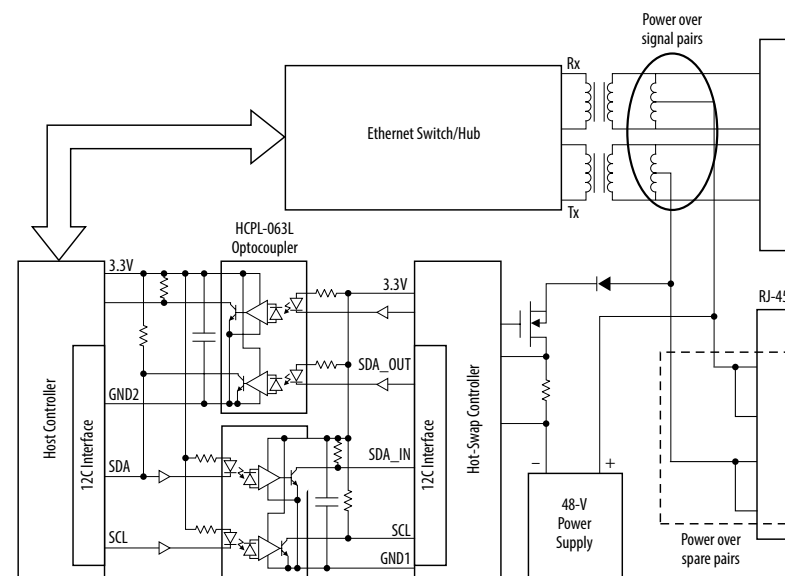 Power over
signal pairs
Rx
Ethernet Switch/Hub
Tx
HCPL-063L
Optocoupler
3.3V
3.3V
RJ-45
SDA_OUT
GND2
Host Controller
12C Interface
SDA
SDA_IN
12C Interface
Hot-Swap Controller
– +
48-V
Power
Supply
SCL
SCL
GND1
Power over
spare pairs